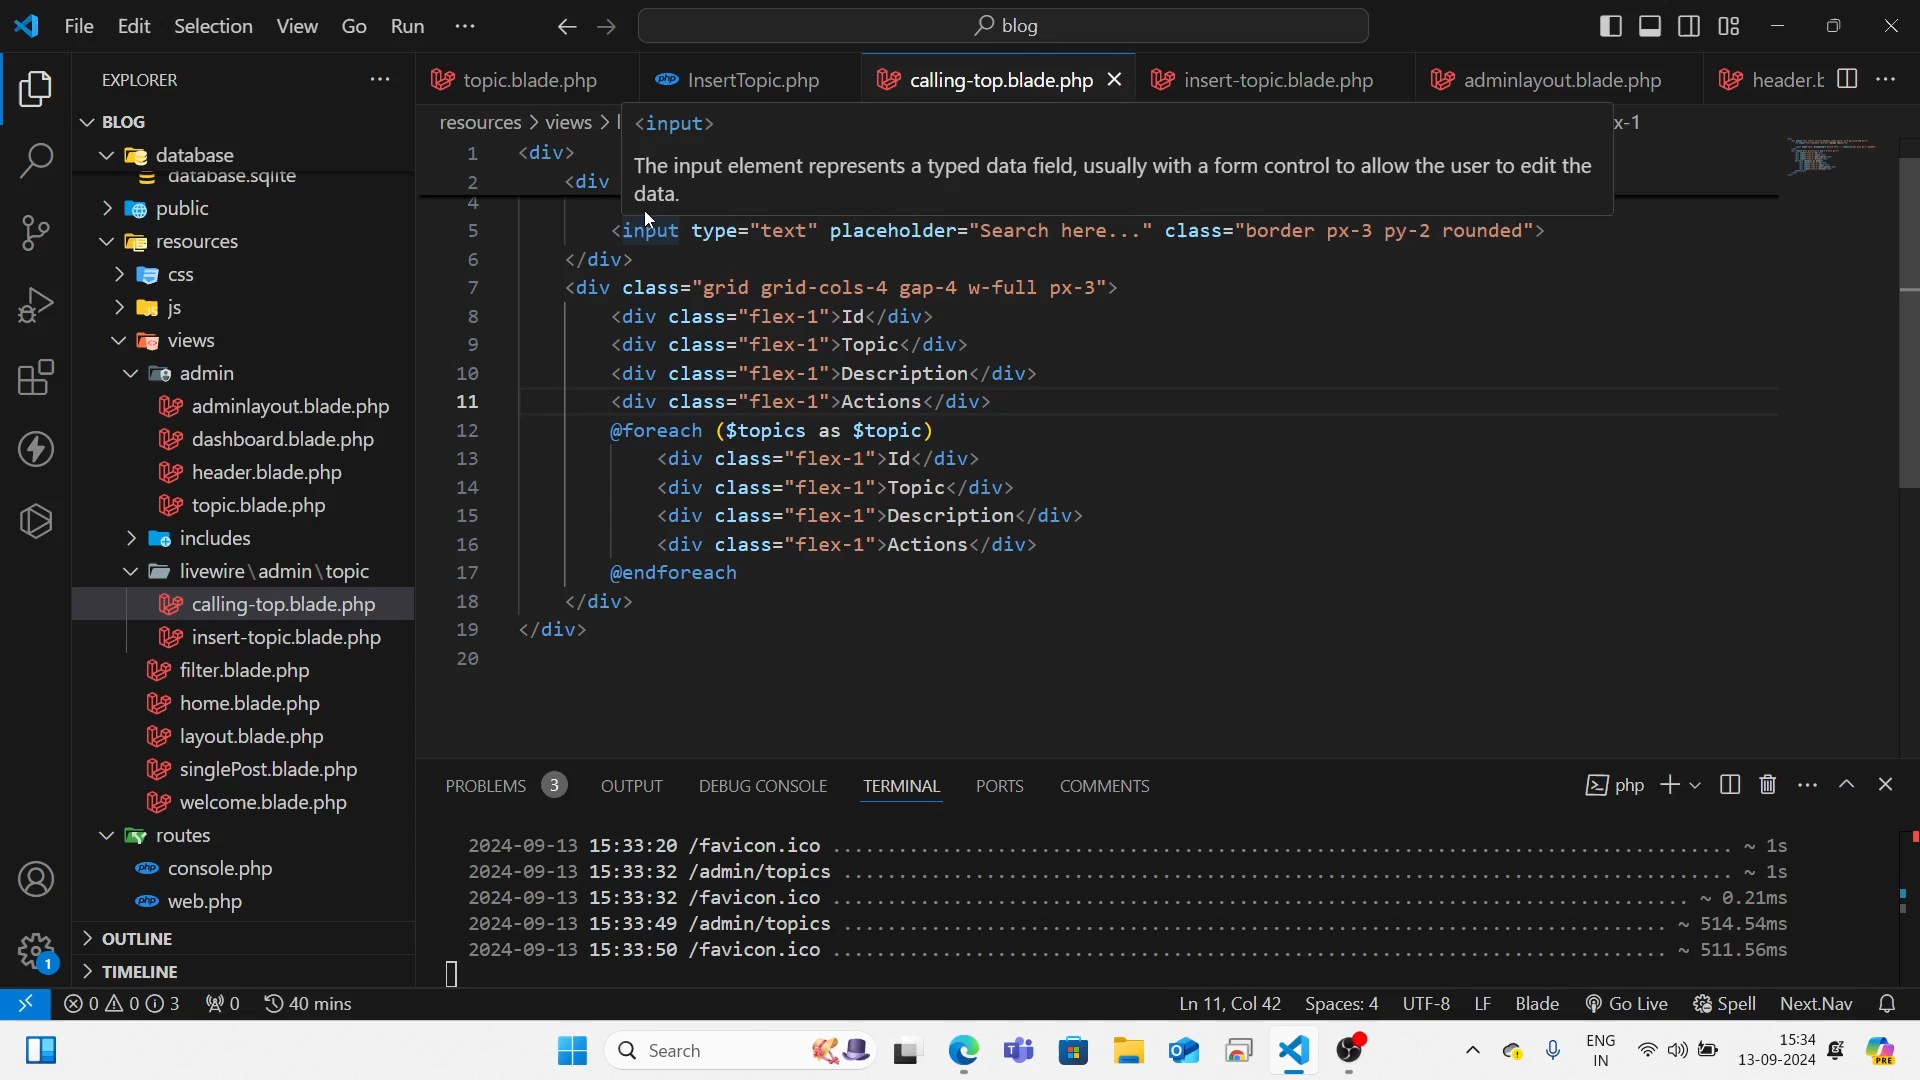 File Edit Selection View Go Run ··· blog
EXPLORER ···
topic.blade.php InsertTopic.php calling-top.blade.php insert-topic.blade.php adminlayout.blade.php header.b ···
BLOG
database
database.sqlite
public
resources
css
js
views
admin
adminlayout.blade.php
dashboard.blade.php
header.blade.php
topic.blade.php
includes
livewire\admin\topic
calling-top.blade.php
insert-topic.blade.php
filter.blade.php
home.blade.php
layout.blade.php
singlePost.blade.php
welcome.blade.php
routes
console.php
web.php
OUTLINE
TIMELINE
resources > views > x-1
<input>
The input element represents a typed data field, usually with a form control to allow the user to edit the
data.
1 <div>
2 <div
4
5 <input type="text" placeholder="Search here..." class="border px-3 py-2 rounded">
6 </div>
7 <div class="grid grid-cols-4 gap-4 w-full px-3">
8 <div class="flex-1">Id</div>
9 <div class="flex-1">Topic</div>
10 <div class="flex-1">Description</div>
11 <div class="flex-1">Actions</div>
12 @foreach ($topics as $topic)
13 <div class="flex-1">Id</div>
14 <div class="flex-1">Topic</div>
15 <div class="flex-1">Description</div>
16 <div class="flex-1">Actions</div>
17 @endforeach
18 </div>
19 </div>
20
PROBLEMS 3 OUTPUT DEBUG CONSOLE TERMINAL PORTS COMMENTS php ···
2024-09-13 15:33:20 /favicon.ico ........ ~ 1s
2024-09-13 15:33:32 /admin/topics ........ ~ 1s
2024-09-13 15:33:32 /favicon.ico ........ ~ 0.21ms
2024-09-13 15:33:49 /admin/topics ........ ~ 514.54ms
2024-09-13 15:33:50 /favicon.ico ........ ~ 511.56ms
1
0 0 3 0 40 mins Ln 11, Col 42 Spaces: 4 UTF-8 LF Blade Go Live Spell Next.Nav
Search ENG
IN
15:34
13-09-2024
PRE